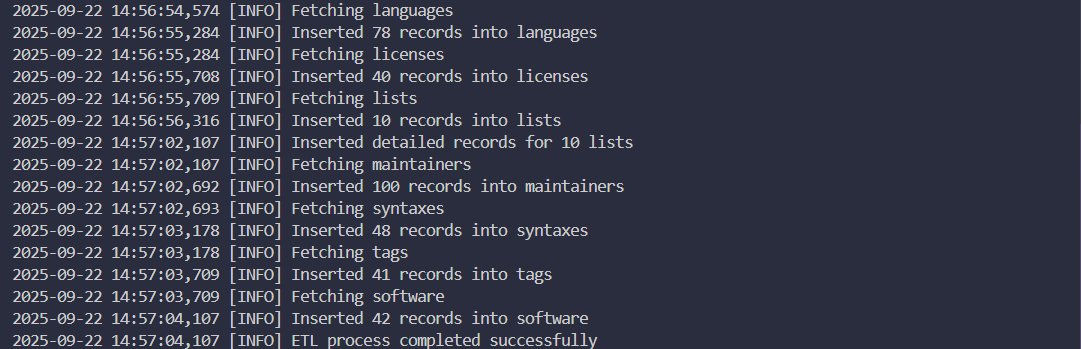 2025-09-22 14:56:54,574 [INFO] Fetching languages
2025-09-22 14:56:55,284 [INFO] Inserted 78 records into languages
2025-09-22 14:56:55,284 [INFO] Fetching licenses
2025-09-22 14:56:55,708 [INFO] Inserted 40 records into licenses
2025-09-22 14:56:55,709 [INFO] Fetching lists
2025-09-22 14:56:56,316 [INFO] Inserted 10 records into lists
2025-09-22 14:57:02,107 [INFO] Inserted detailed records for 10 lists
2025-09-22 14:57:02,107 [INFO] Fetching maintainers
2025-09-22 14:57:02,692 [INFO] Inserted 100 records into maintainers
2025-09-22 14:57:02,693 [INFO] Fetching syntaxes
2025-09-22 14:57:03,178 [INFO] Inserted 48 records into syntaxes
2025-09-22 14:57:03,178 [INFO] Fetching tags
2025-09-22 14:57:03,709 [INFO] Inserted 41 records into tags
2025-09-22 14:57:03,709 [INFO] Fetching software
2025-09-22 14:57:04,107 [INFO] Inserted 42 records into software
2025-09-22 14:57:04,107 [INFO] ETL process completed successfully